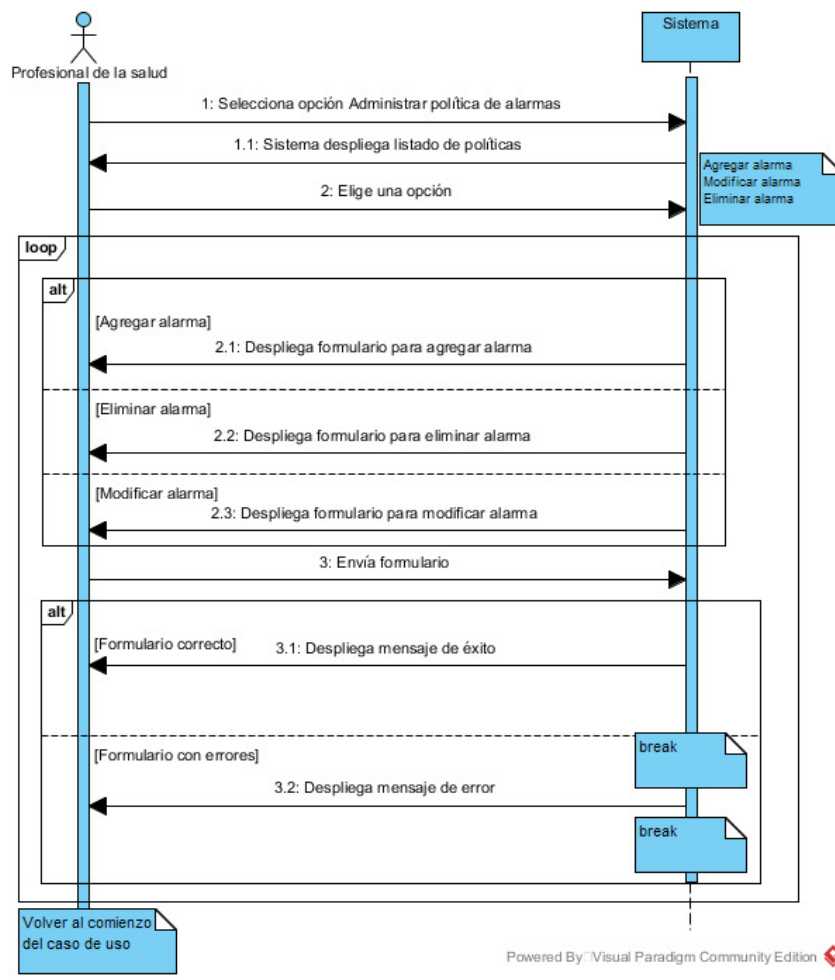 Sistema
Profesional de la salud
1: Selecciona opción Administrar política de alarmas
1.1: Sistema despliega listado de políticas
Agregar alarma
Modificar alarma
Eliminar alarma
2: Elige una opción
loop
alt
[Agregar alarma]
2.1: Despliega formulario para agregar alarma
[Eliminar alarma]
2.2: Despliega formulario para eliminar alarma
[Modificar alarma]
2.3: Despliega formulario para modificar alarma
3: Envía formulario
alt
[Formulario correcto]
3.1: Despliega mensaje de éxito
break
[Formulario con errores]
3.2: Despliega mensaje de error
break
Volver al comienzo
del caso de uso
Powered By Visual Paradigm Community Edition